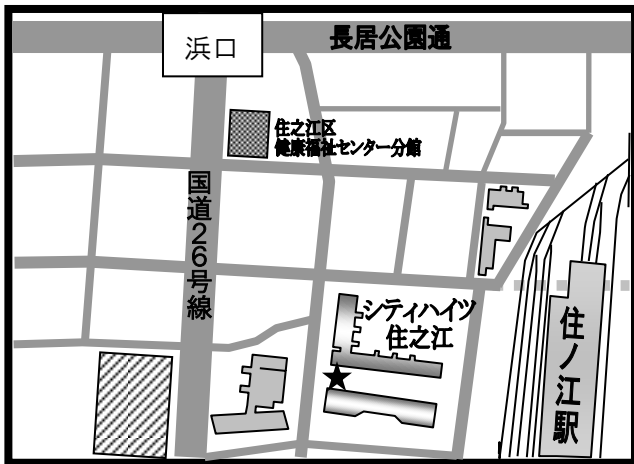 浜口
長居公園通
住之江区
健康福祉センター分館
国道26号線
シティハイツ
住之江
住ノ江駅